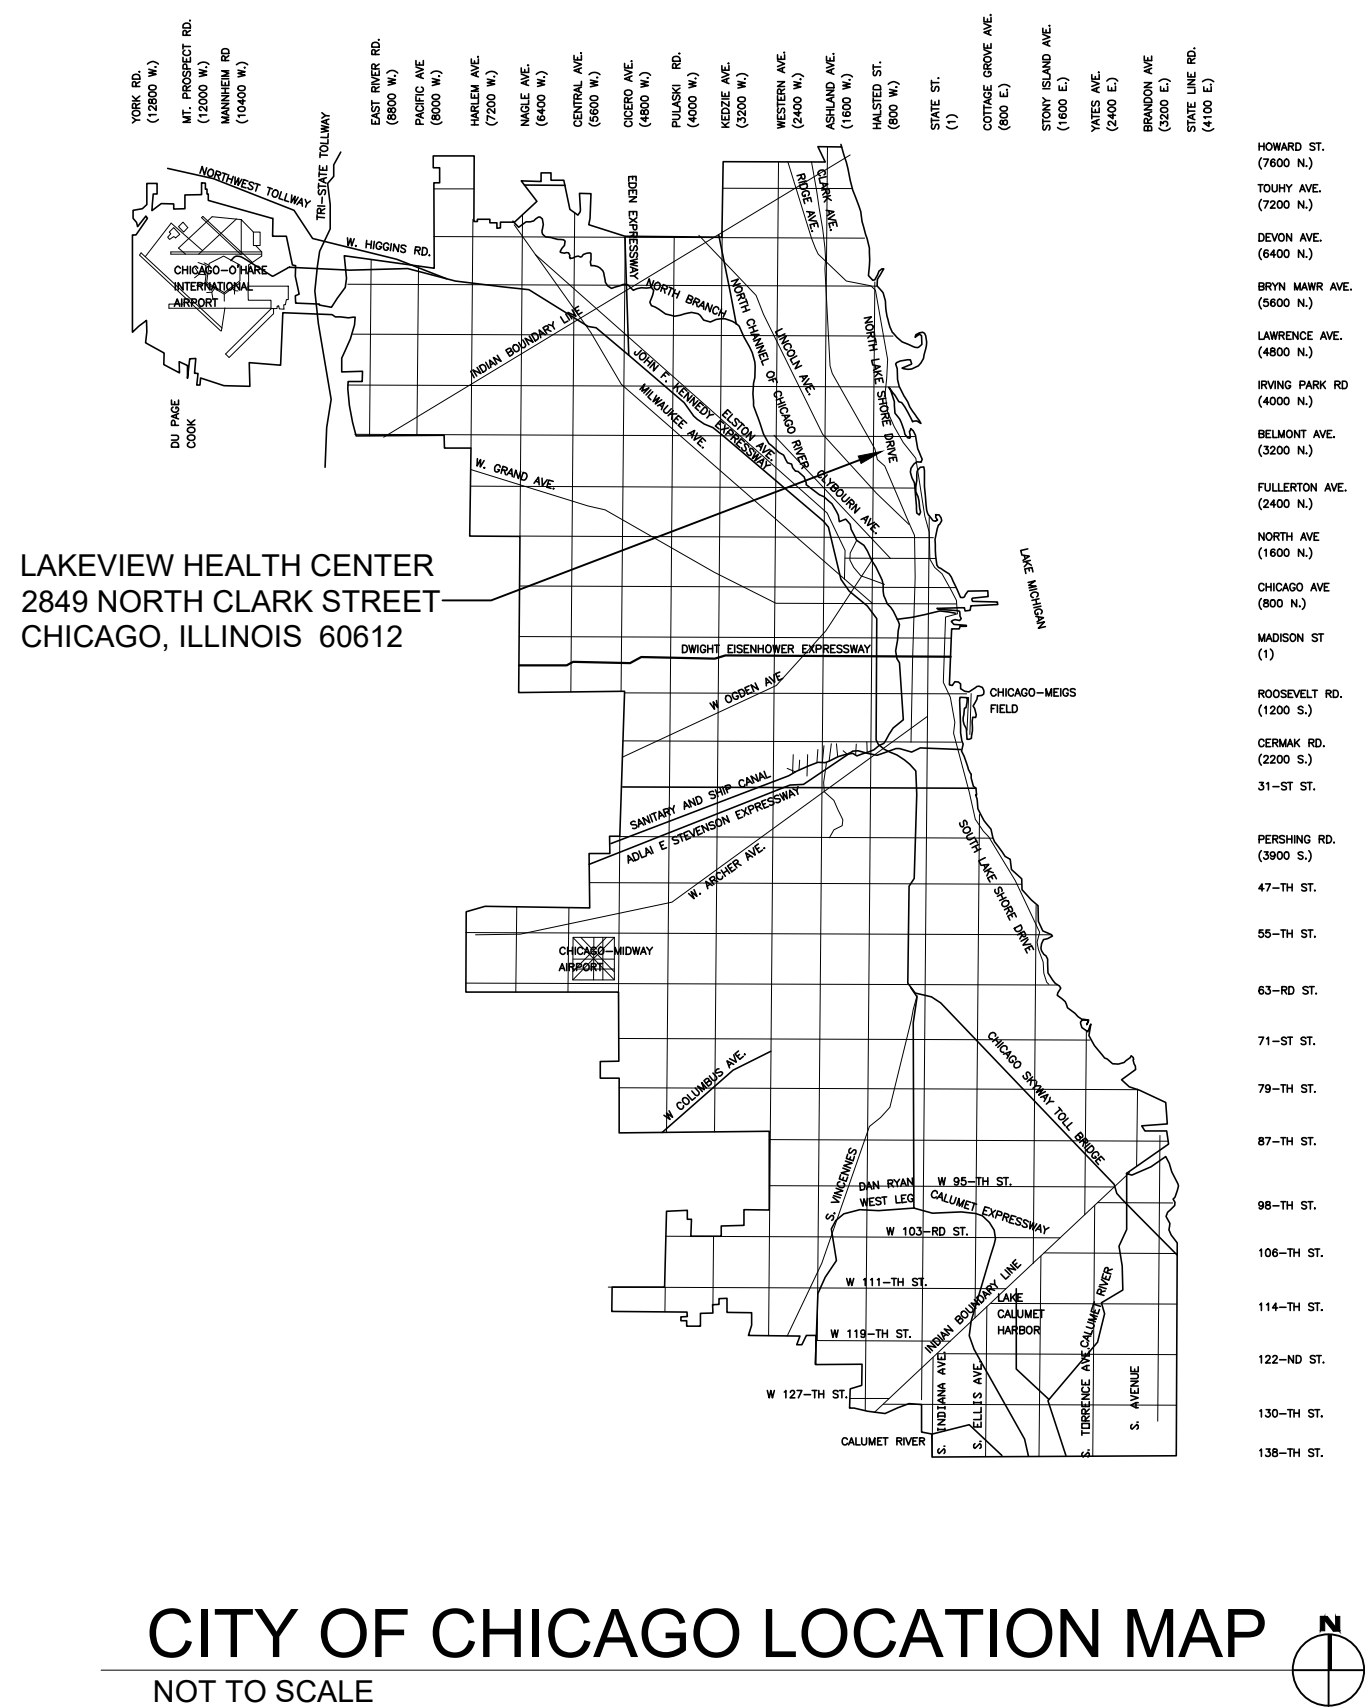 YORK RD.
(12800 W.)
MT. PROSPECT RD.
(12000 W.)
MANNHEIM RD
(10400 W.)
EAST RIVER RD.
(8800 W.)
PACIFIC AVE
(8000 W.)
HARLEM AVE.
(7200 W.)
NAGLE AVE.
(6400 W.)
CENTRAL AVE.
(5600 W.)
CICERO AVE.
(4800 W.)
PULASKI RD.
(4000 W.)
KEDZIE AVE.
(3200 W.)
WESTERN AVE.
(2400 W.)
ASHLAND AVE.
(1600 W.)
HALSTED ST.
(800 W.)
STATE ST.
(1)
COTTAGE GROVE AVE.
(800 E.)
STONY ISLAND AVE.
(1600 E.)
YATES AVE.
(2400 E.)
BRANDON AVE
(3200 E.)
STATE LINE RD.
(4100 E.)
HOWARD ST.
(7600 N.)
TOUHY AVE.
(7200 N.)
DEVON AVE.
(6400 N.)
BRYN MAWR AVE.
(5600 N.)
LAWRENCE AVE.
(4800 N.)
IRVING PARK RD
(4000 N.)
BELMONT AVE.
(3200 N.)
FULLERTON AVE.
(2400 N.)
NORTH AVE
(1600 N.)
CHICAGO AVE
(800 N.)
MADISON ST
(1)
ROOSEVELT RD.
(1200 S.)
CERMAK RD.
(2200 S.)
31-ST ST.
PERSHING RD.
(3900 S.)
47-TH ST.
55-TH ST.
63-RD ST.
71-ST ST.
79-TH ST.
87-TH ST.
98-TH ST.
106-TH ST.
114-TH ST.
122-ND ST.
130-TH ST.
138-TH ST.
NORTHWEST TOLLWAY
TRI-STATE TOLLWAY
W. HIGGINS RD.
CHICAGO-O'HARE
INTERNATIONAL
AIRPORT
DU PAGE
COOK
EDEN EXPRESSWAY
RIDGE AVE.
CLARK AVE.
NORTH BRANCH
INDIAN BOUNDARY LINE
NORTH CHANNEL OF CHICAGO RIVER
LINCOLN AVE.
NORTH LAKE SHORE DRIVE
JOHN F. KENNEDY EXPRESSWAY
ELSTON AVE.
MILWAUKEE AVE.
W. GRAND AVE.
CLYBOURN AVE.
LAKEVIEW HEALTH CENTER
2849 NORTH CLARK STREET
CHICAGO, ILLINOIS 60612
LAKE MICHIGAN
DWIGHT EISENHOWER EXPRESSWAY
W OGDEN AVE
CHICAGO-MEIGS
FIELD
SANITARY AND SHIP CANAL
ADLAI E STEVENSON EXPRESSWAY
W. ARCHER AVE.
SOUTH LAKE SHORE DRIVE
CHICAGO-MIDWAY
AIRPORT
W COLUMBUS AVE.
CHICAGO SKYWAY TOLL BRIDGE
S. VINCENNES
DAN RYAN
WEST LEG
W 95-TH ST.
CALUMET EXPRESSWAY
W 103-RD ST.
W 111-TH ST.
INDIAN BOUNDARY LINE
LAKE
CALUMET
HARBOR
CALUMET RIVER
W 119-TH ST.
W 127-TH ST.
S. INDIANA AVE.
S. ELLIS AVE.
S. TORRENCE AVE.
S. AVENUE
CALUMET RIVER
CITY OF CHICAGO LOCATION MAP
N
NOT TO SCALE